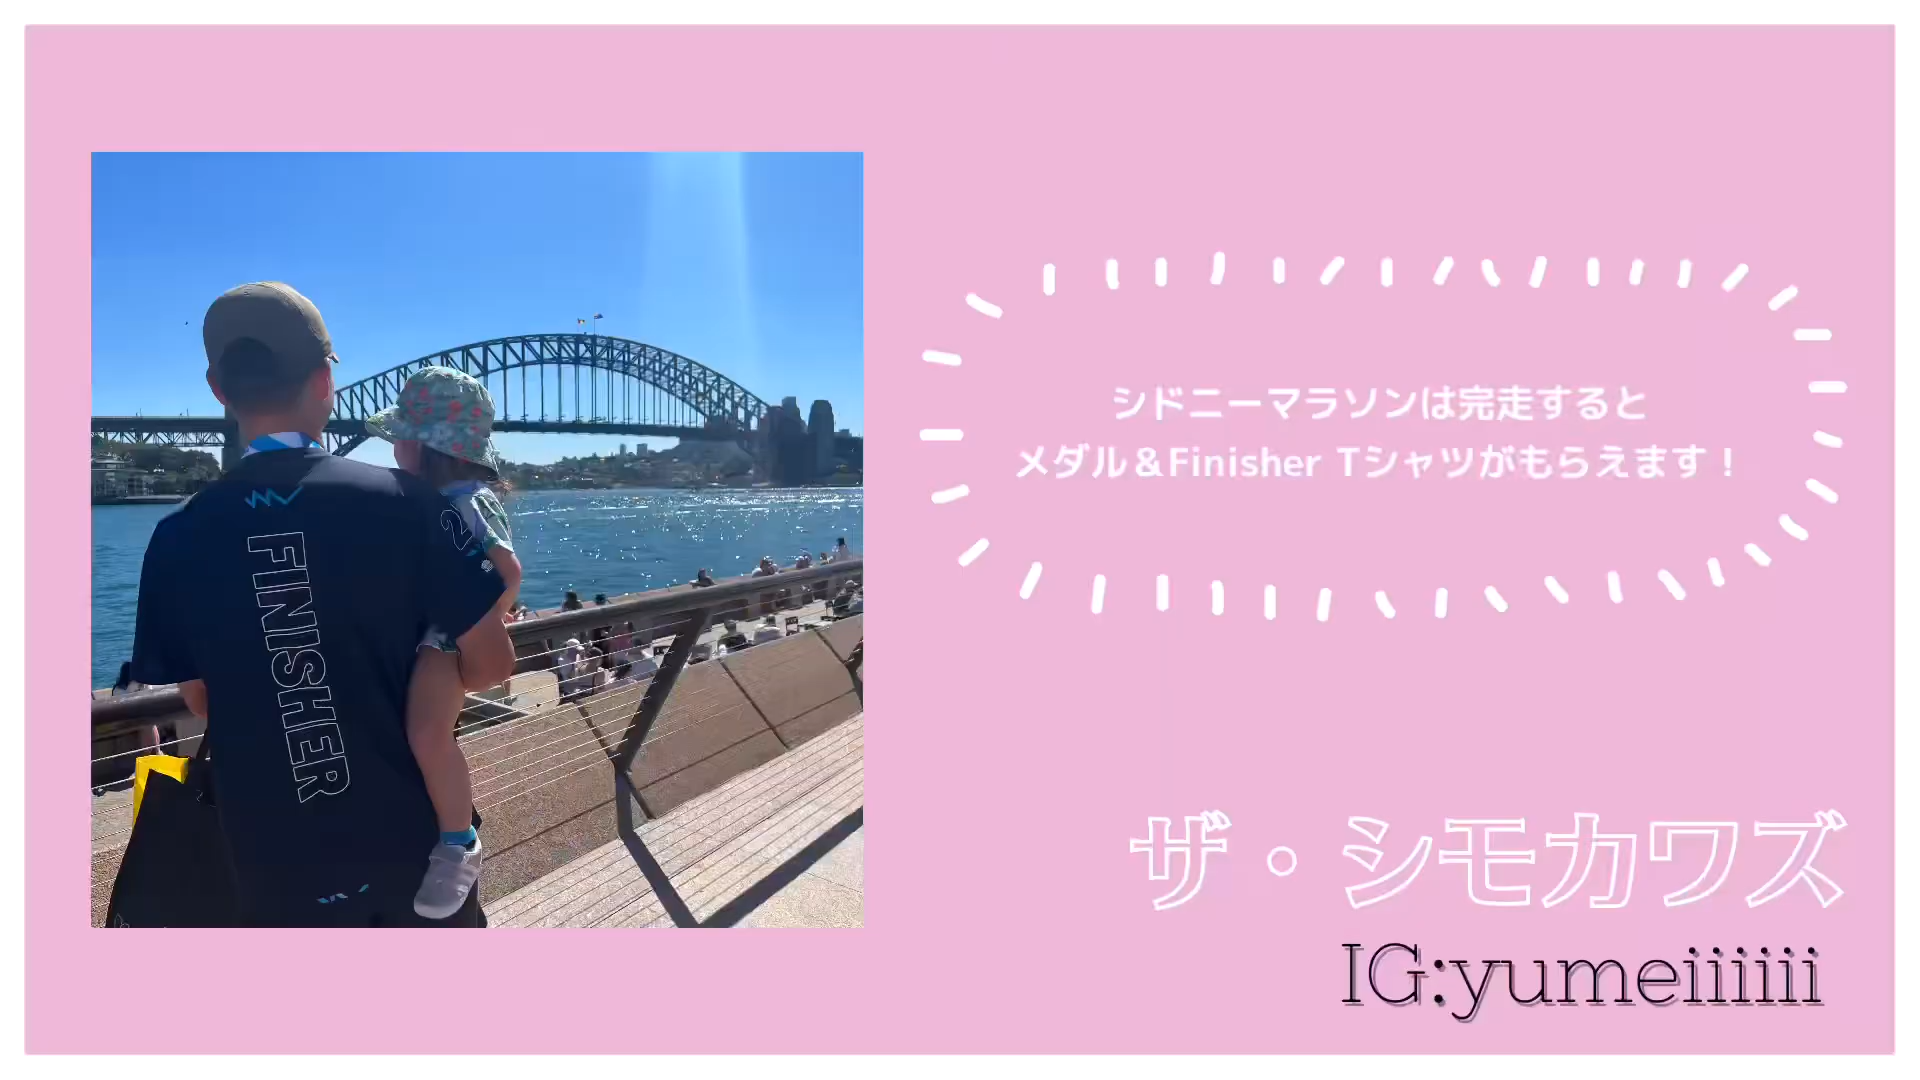 シドニーマラソンは完走すると
メダル＆Finisher Tシャツがもらえます！
FINISHER
2
ザ・シモカワズ
IG:yumeiiiiii